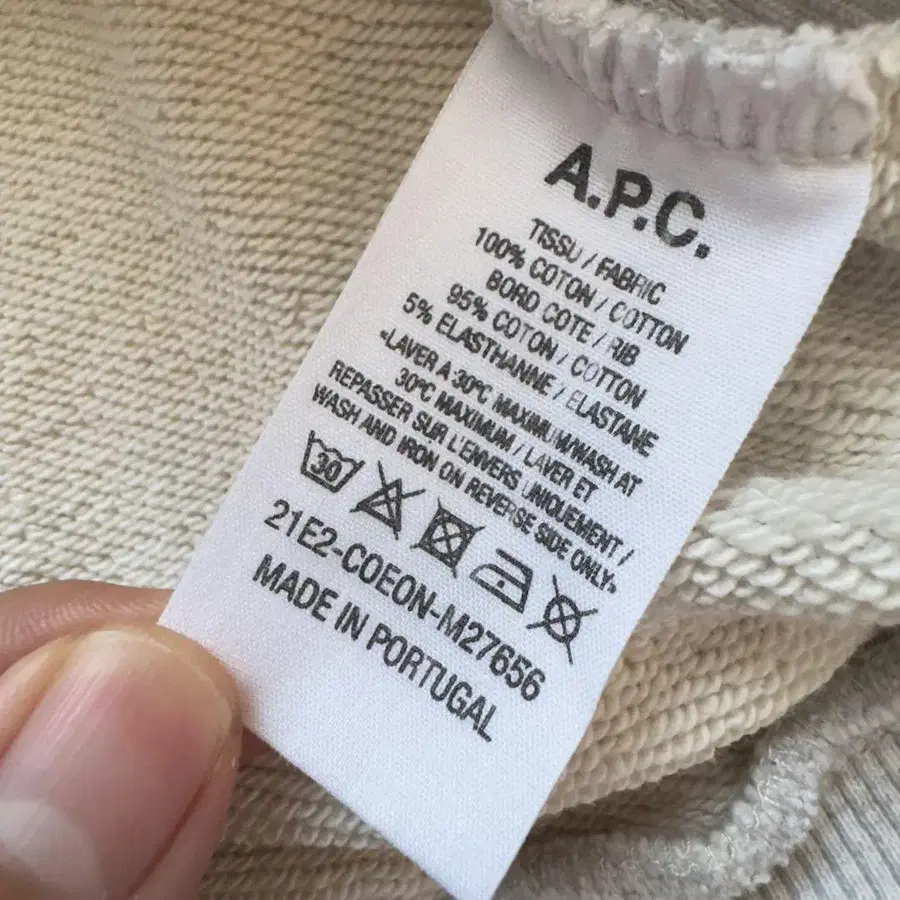 A.P.C.
TISSU / FABRIC
100% COTON / COTTON
BORD COTE / RIB
95% COTON / COTTON
5% ELASTHANNE / ELASTANE
«LAVER A 30°C MAXIMUM/WASH AT
30°C MAXIMUM / LAVER ET
REPASSER SUR L'ENVERS UNIQUEMENT /
WASH AND IRON ON REVERSE SIDE ONLY»
30
21E2-COEON-M27656
MADE IN PORTUGAL